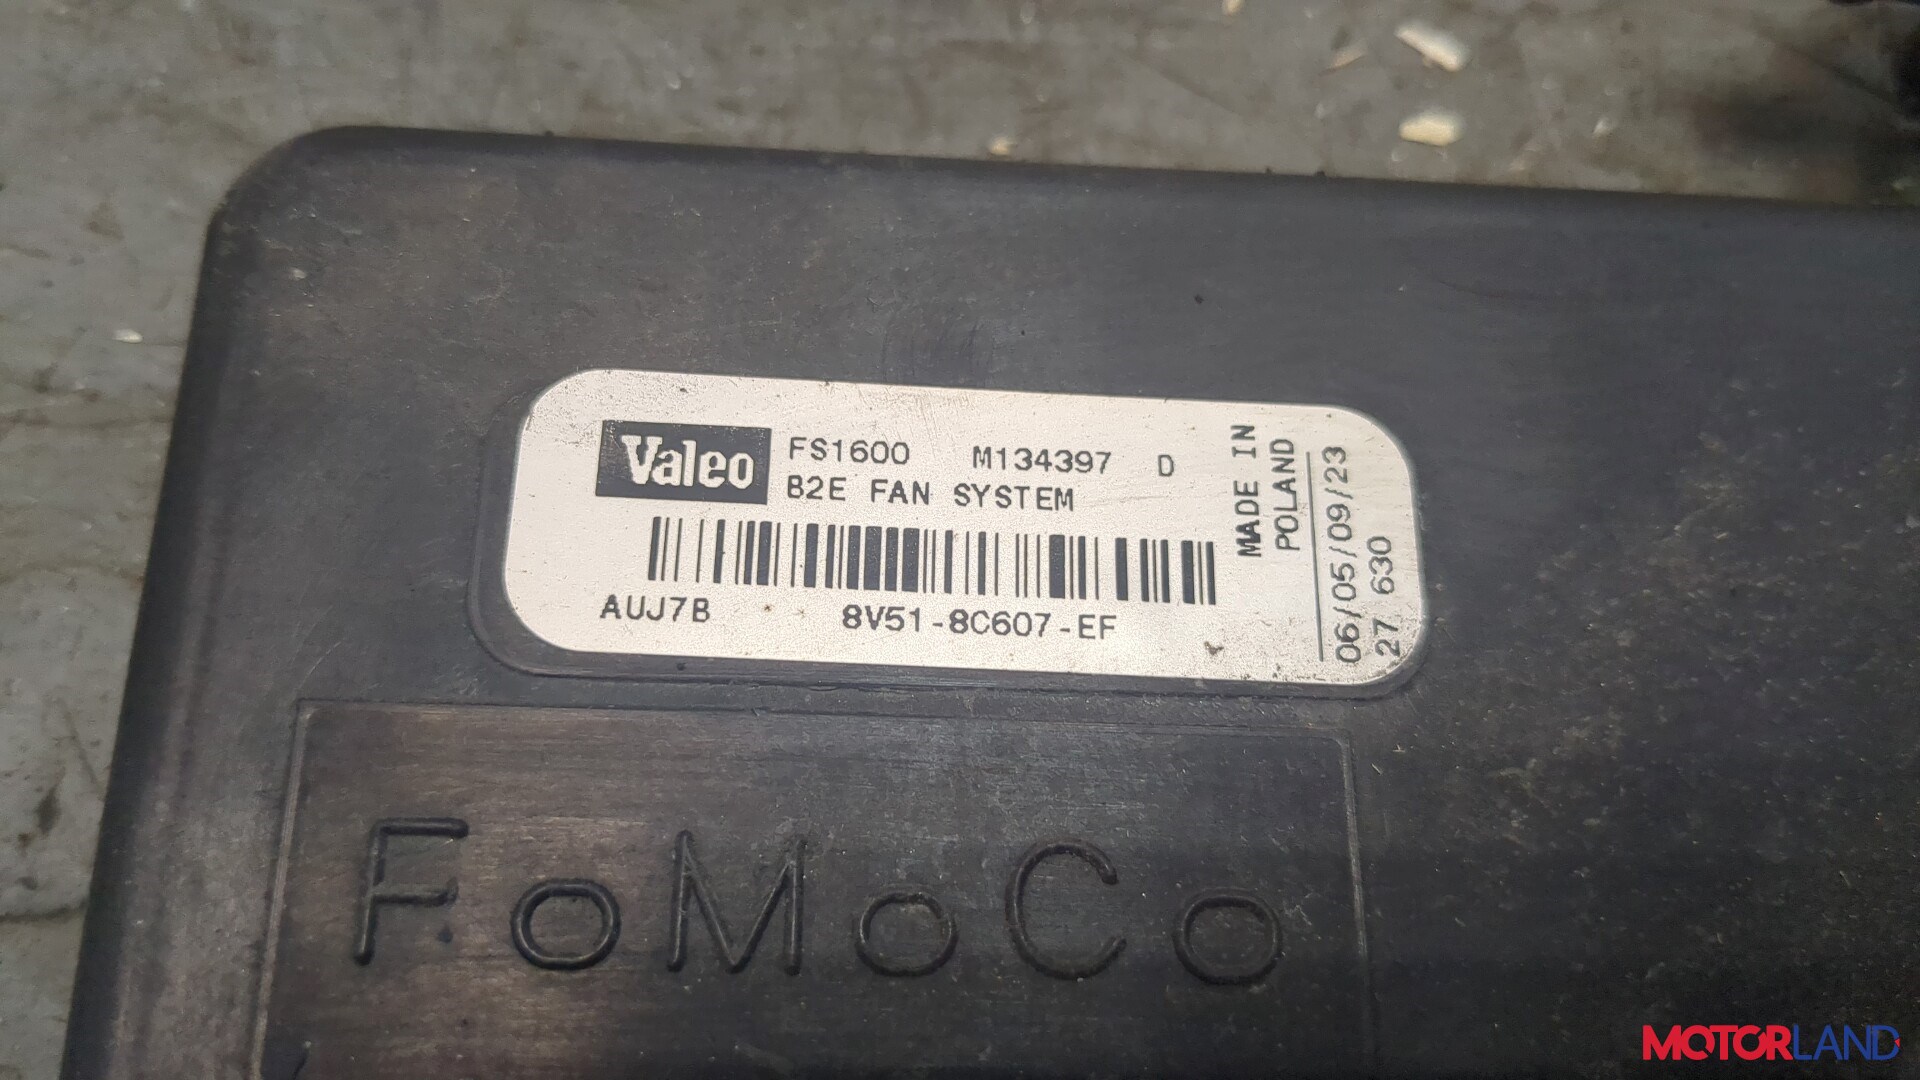 Valeo
FS1600 M134397 D
B2E FAN SYSTEM
AUJ7B 8V51-8C607-EF
MADE IN
POLAND
06/05/09/23
27 630
FoMoCo
MOTORLAND